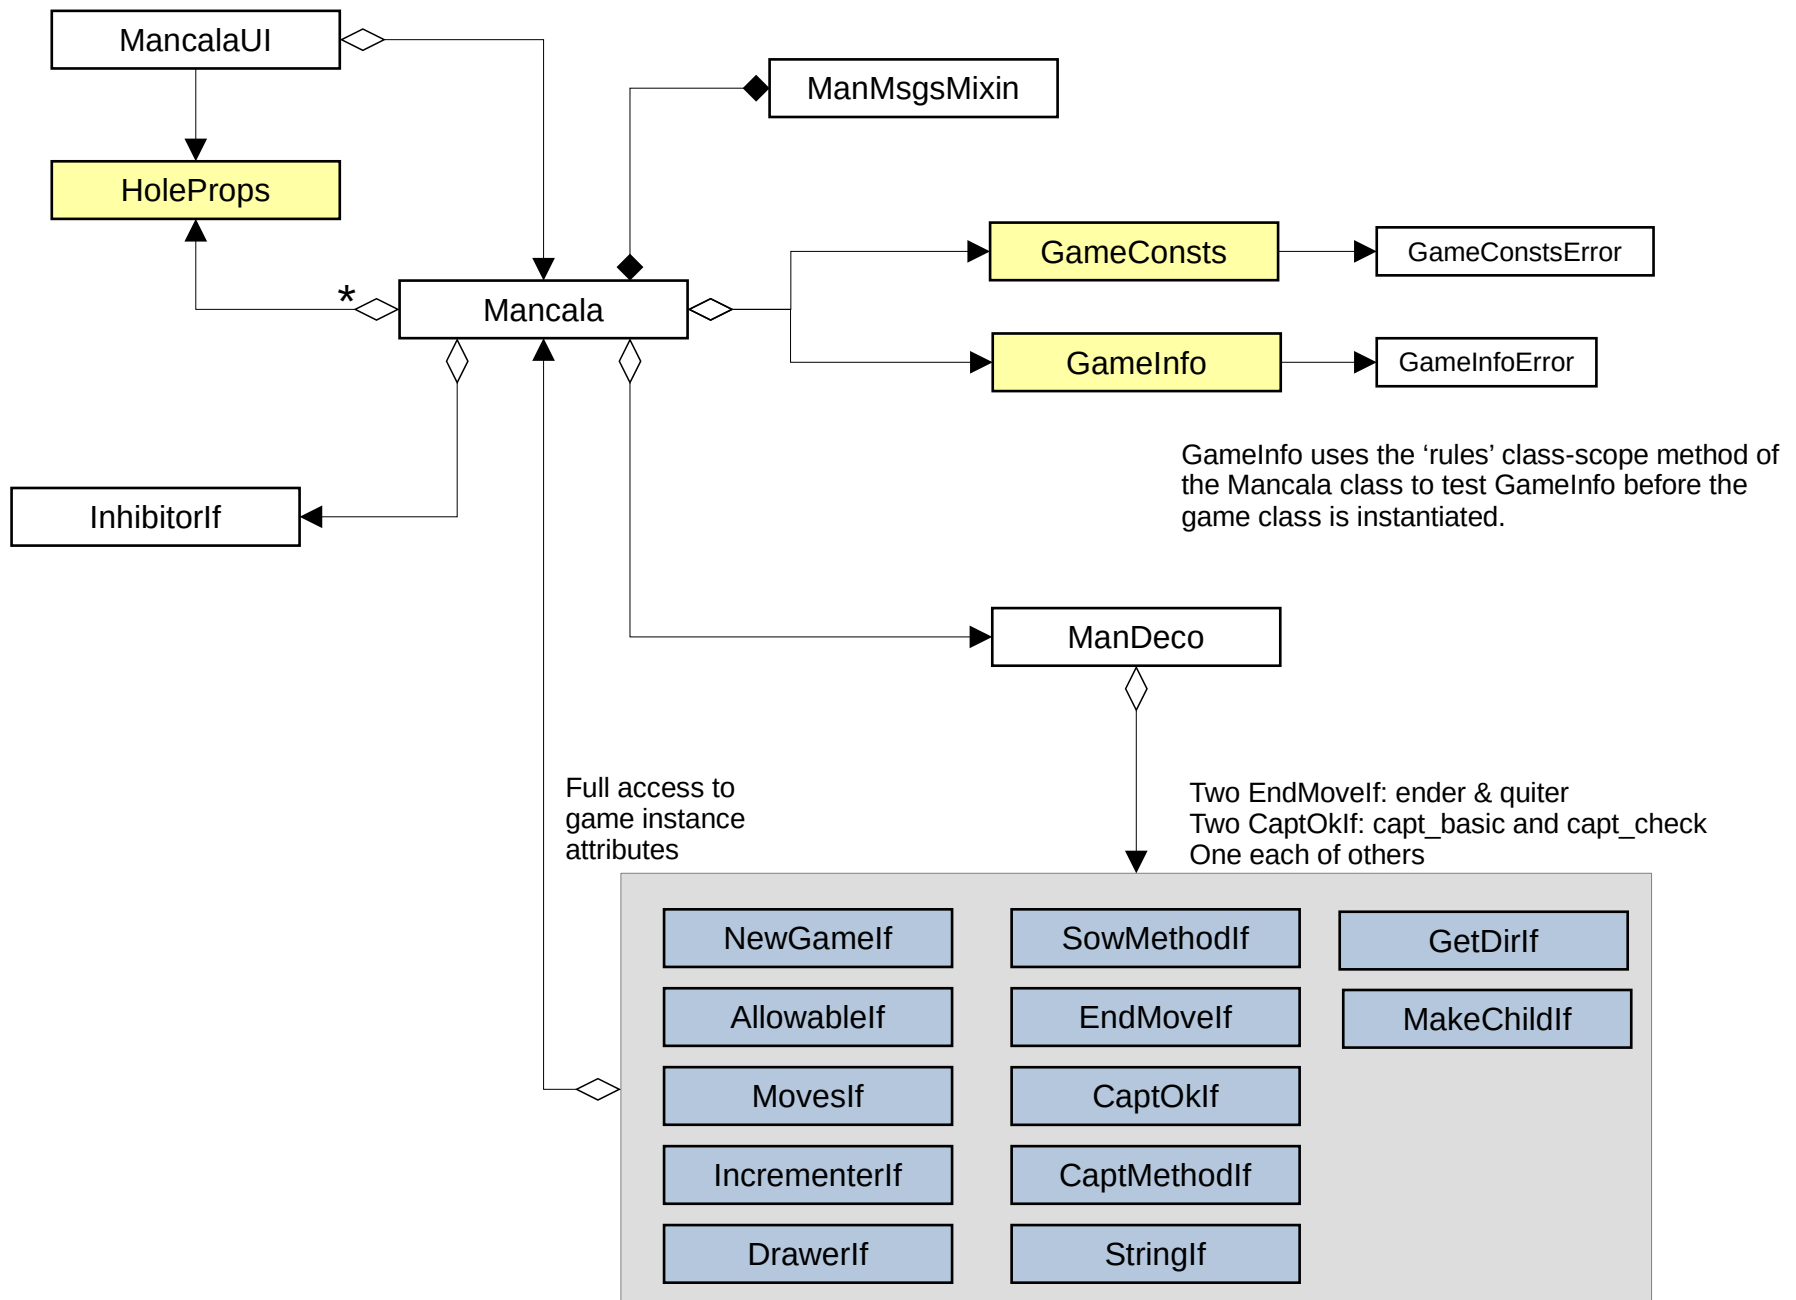 MancalaUI
ManMsgsMixin
HoleProps
GameConsts
GameConstsError
*
Mancala
GameInfo
GameInfoError
GameInfo uses the ‘rules’ class-scope method of
the Mancala class to test GameInfo before the
game class is instantiated.
InhibitorIf
ManDeco
Full access to
game instance
attributes
Two EndMoveIf: ender & quiter
Two CaptOkIf: capt_basic and capt_check
One each of others
NewGameIf
SowMethodIf
GetDirIf
AllowableIf
EndMoveIf
MakeChildIf
MovesIf
CaptOkIf
IncrementerIf
CaptMethodIf
DrawerIf
StringIf